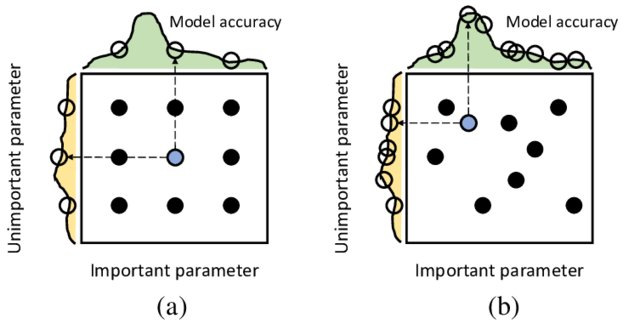 Model accuracy
Unimportant parameter
Important parameter
(a)
Model accuracy
Unimportant parameter
Important parameter
(b)